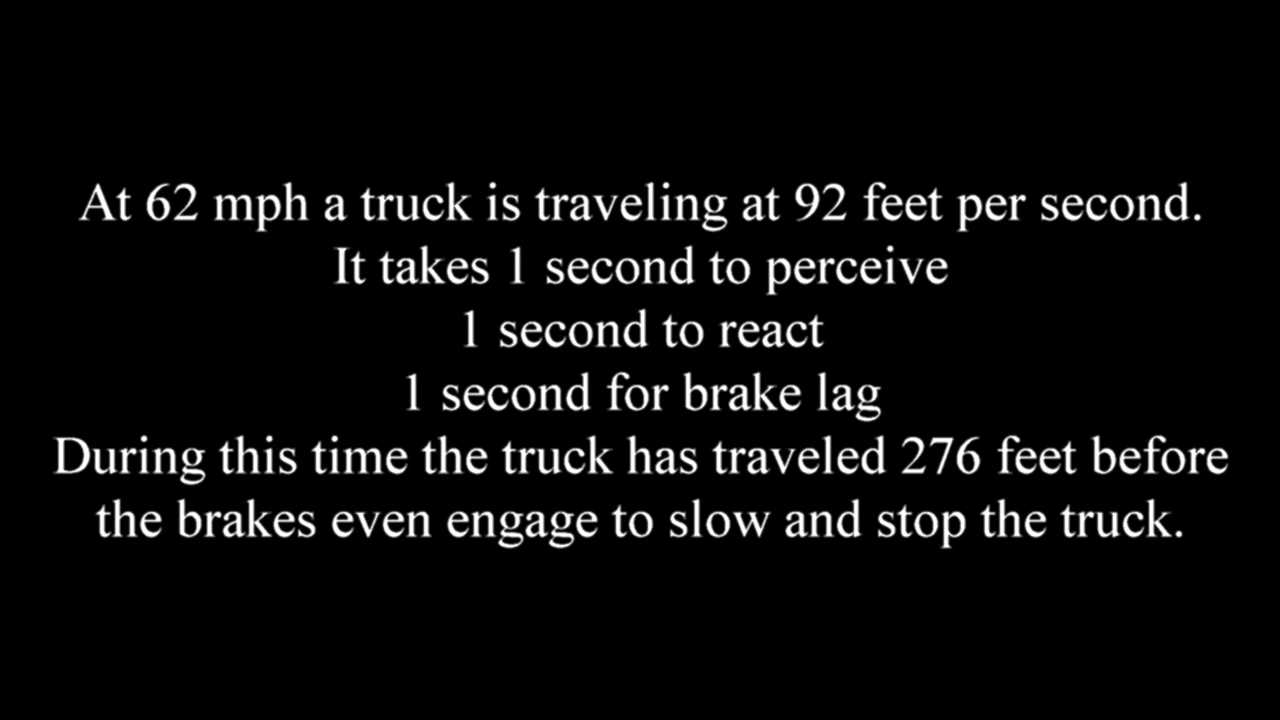 At 62 mph a truck is traveling at 92 feet per second.
It takes 1 second to perceive
1 second to react
1 second for brake lag
During this time the truck has traveled 276 feet before
the brakes even engage to slow and stop the truck.